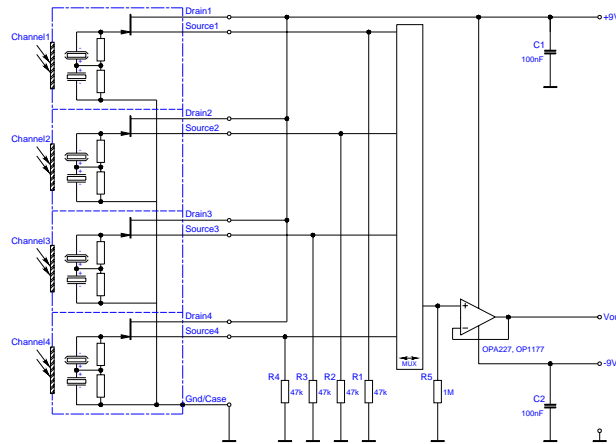 Drain1
+9V
Channel1
Source1
C1
100nF
Drain2
Channel2
Source2
Drain3
Channel3
Source3
Drain4
Channel4
Source4
MUX
OPA227, OP1177
-9V
R4
R3
R2
R1
R5
47k
47k
47k
47k
1M
Gnd/Case
C2
100nF